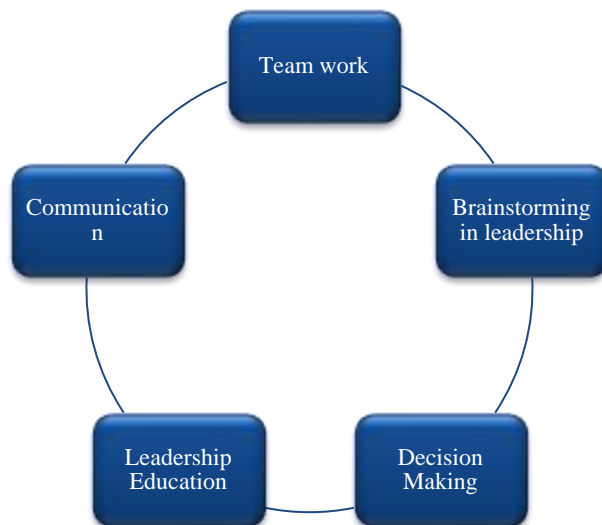 Team work
Brainstorming
in leadership
Decision
Making
Leadership
Education
Communicatio
n